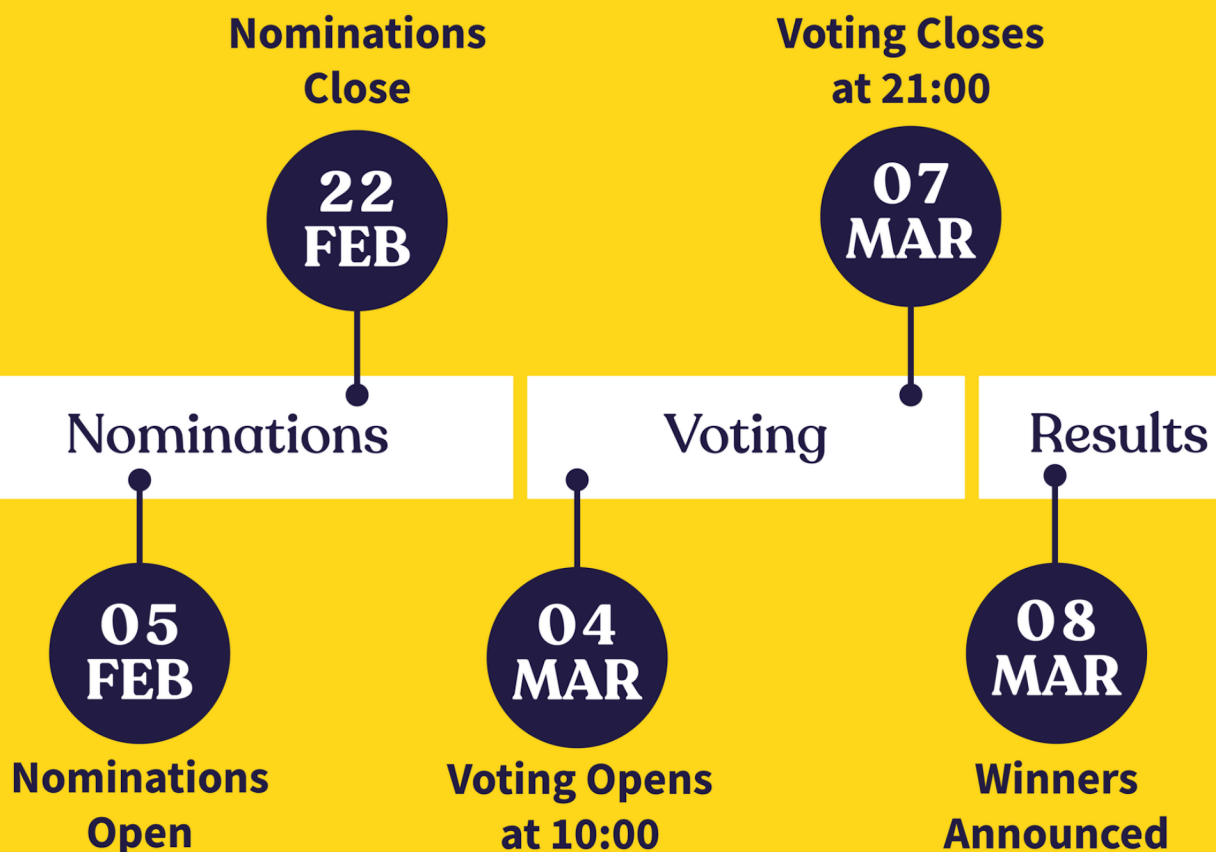 Nominations
Close
22
FEB
Voting Closes
at 21:00
07
MAR
Nominations
Voting
Results
05
FEB
Nominations
Open
04
MAR
Voting Opens
at 10:00
08
MAR
Winners
Announced